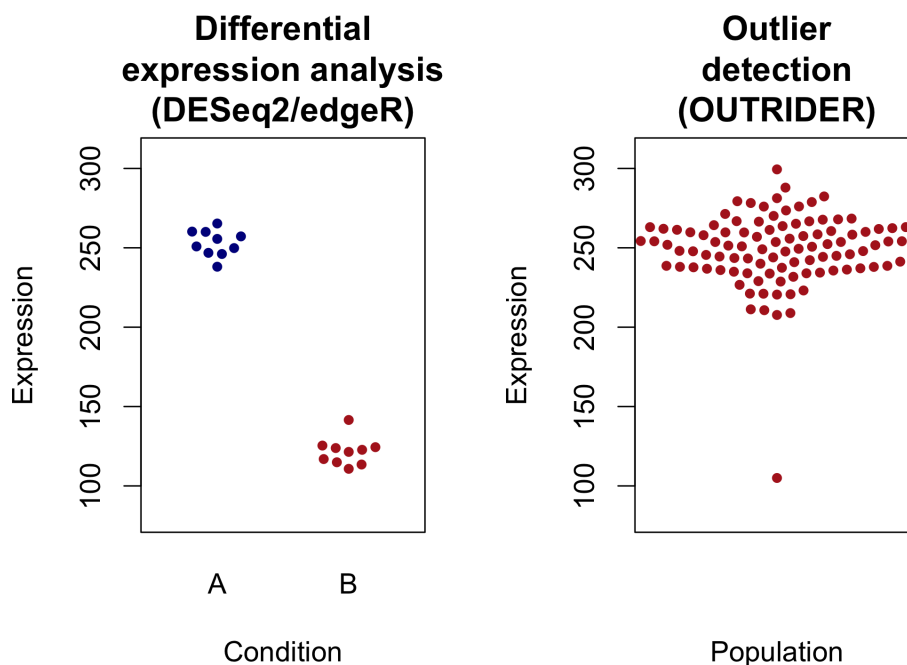 Differential
expression analysis
(DESeq2/edgeR)
Expression
300
250
200
150
100
A B
Condition
Outlier
detection
(OUTRIDER)
Expression
300
250
200
150
100
Population